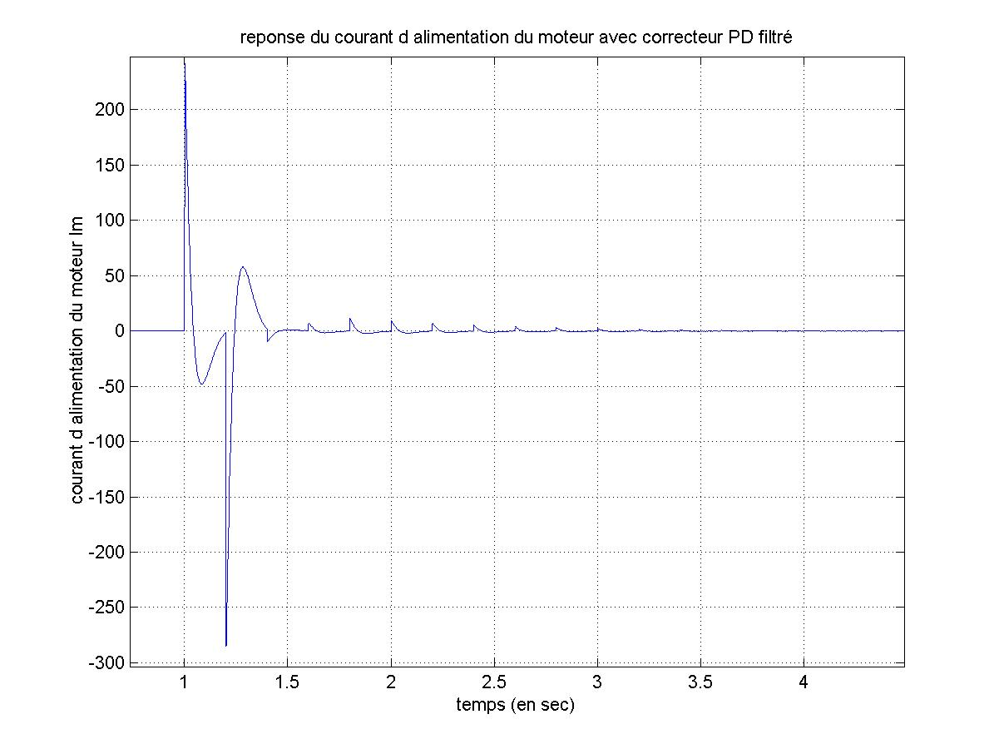 reponse du courant d alimentation du moteur avec correcteur PD filtré
courant d alimentation du moteur Im
200
150
100
50
0
-50
-100
-150
-200
-250
-300
1 1.5 2 2.5 3 3.5 4
temps (en sec)